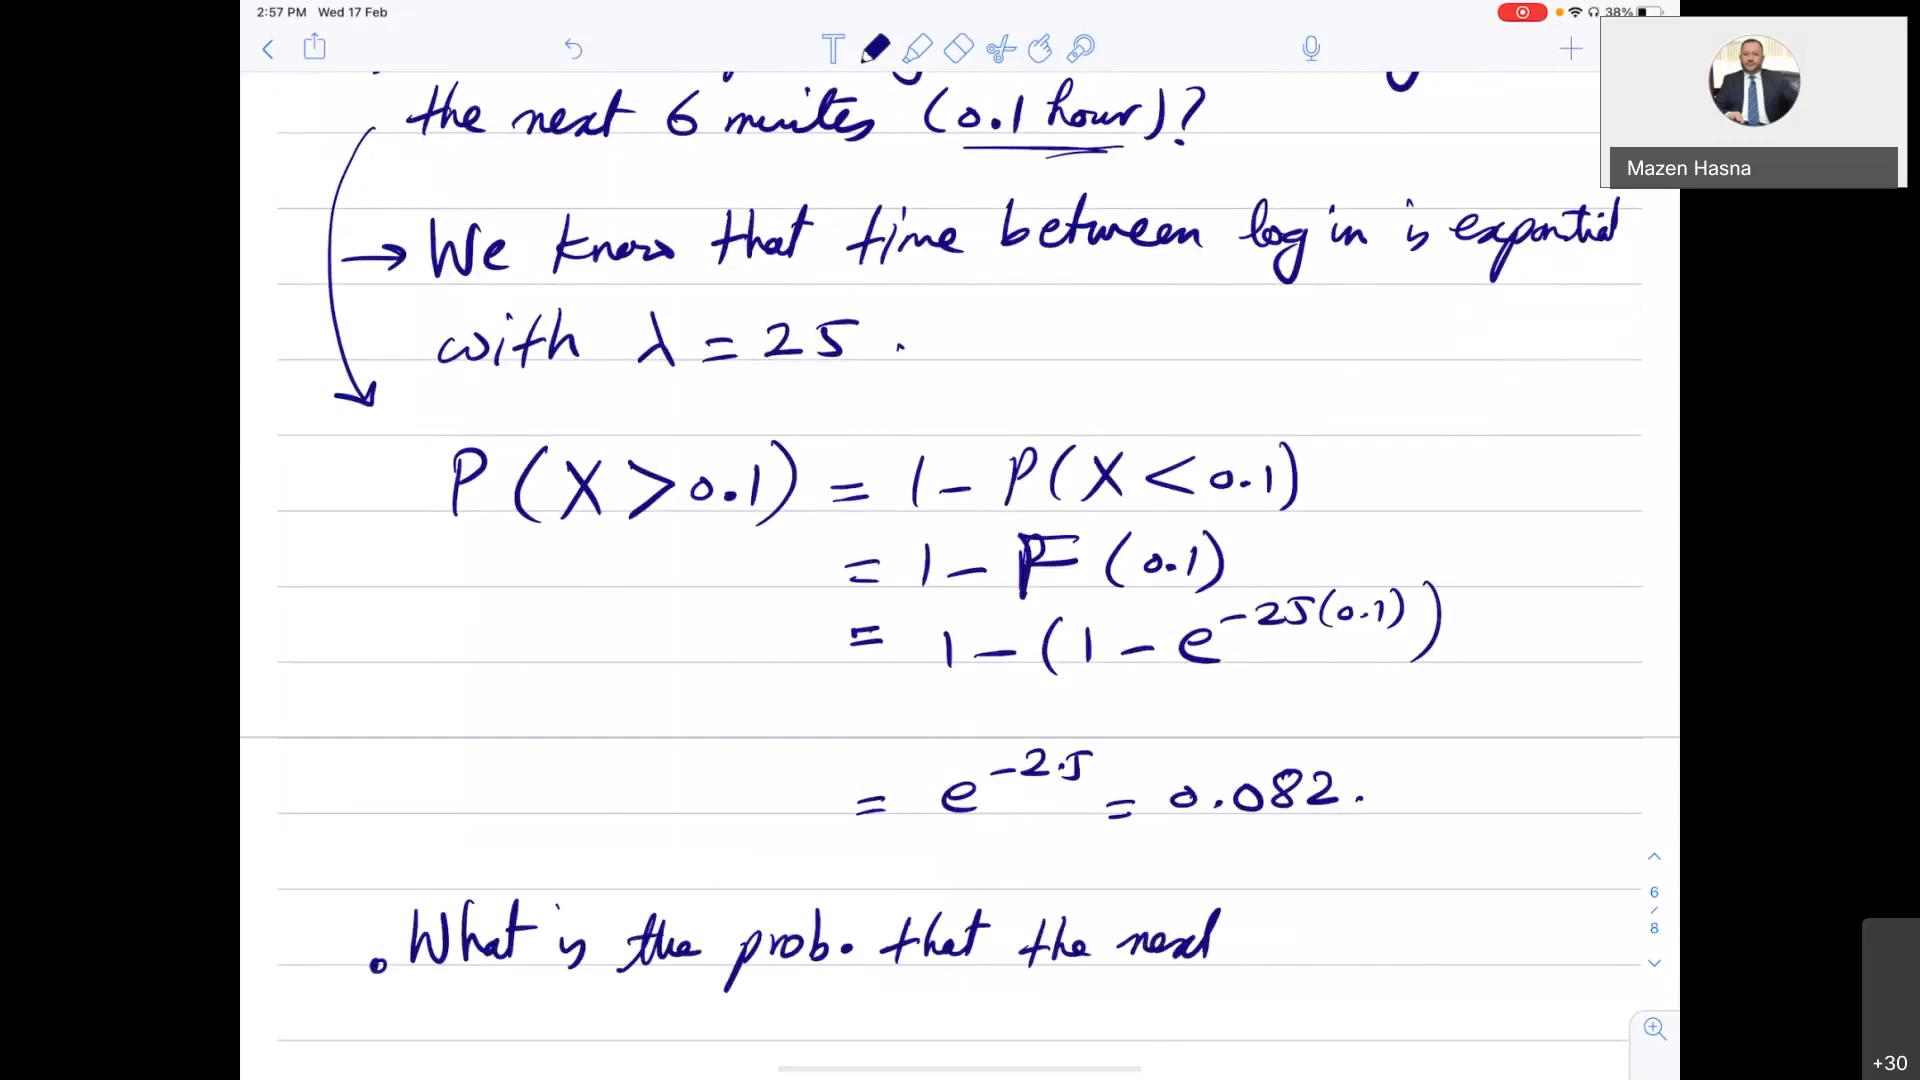 2:57 PM Wed 17 Feb
38%
Mazen Hasna
the next 6 minutes (0.1 hour)?
→ We know that time between log in is exponential
with λ = 25.
P(X > 0.1) = 1 - P(X < 0.1)
= 1 - F(0.1)
= 1 - (1 - e^-25(0.1))
= e^-2.5 = 0.082.
6
/
8
• What is the prob. that the next
+30